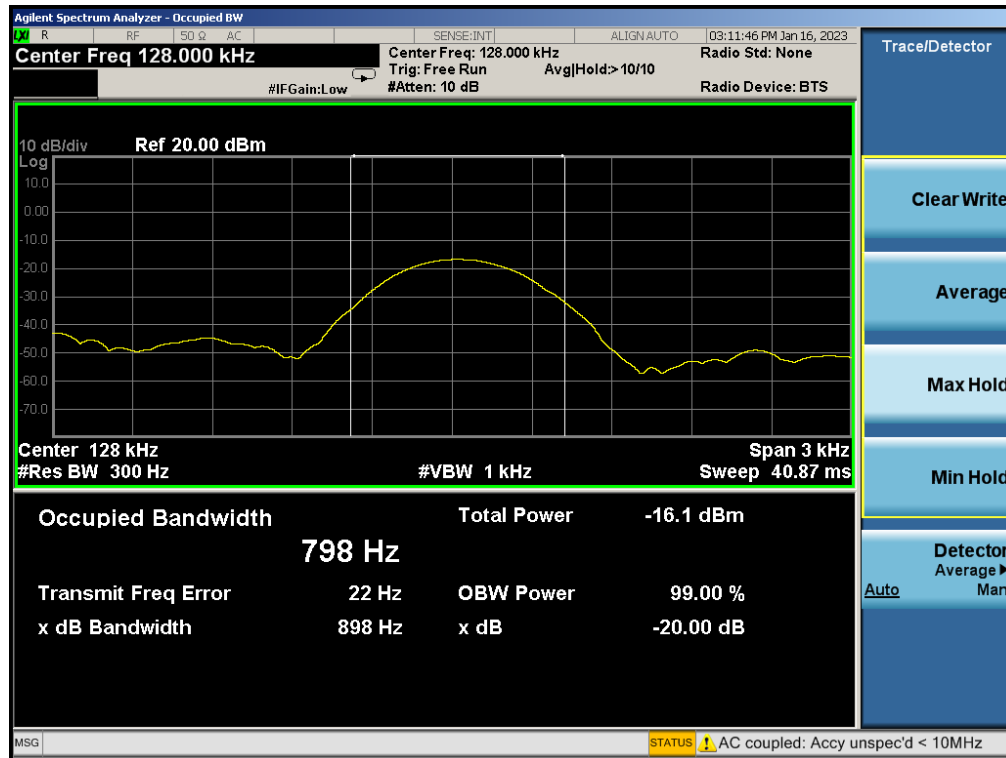 Agilent Spectrum Analyzer - Occupied BW
LXI R RF 50 Ω AC SENSE:INT ALIGN AUTO 03:11:46 PM Jan 16, 2023
Center Freq 128.000 kHz
Center Freq: 128.000 kHz
Radio Std: None
Trig: Free Run Avg|Hold:>10/10
#IFGain:Low
#Atten: 10 dB
Radio Device: BTS
10 dB/div Ref 20.00 dBm
Log
10.0
0.00
-10.0
-20.0
-30.0
-40.0
-50.0
-60.0
-70.0
Center 128 kHz Span 3 kHz
#Res BW 300 Hz #VBW 1 kHz Sweep 40.87 ms
Occupied Bandwidth Total Power -16.1 dBm
798 Hz
Transmit Freq Error 22 Hz OBW Power 99.00 %
x dB Bandwidth 898 Hz x dB -20.00 dB
Trace/Detector
Clear Write
Average
Max Hold
Min Hold
Detector
Average▶
Auto Man
MSG STATUS AC coupled: Accy unspec'd < 10MHz